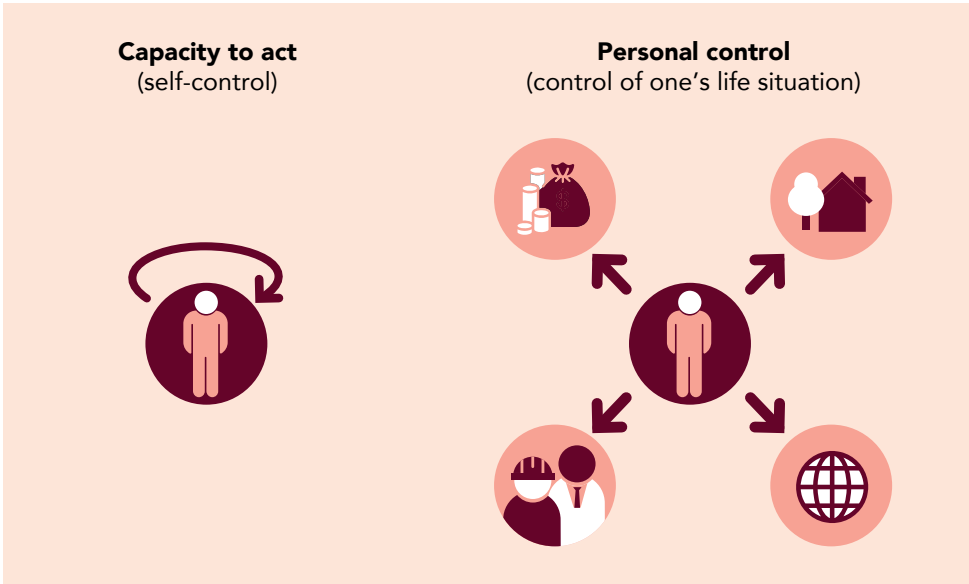 Capacity to act
(self-control)
Personal control
(control of one's life situation)
$